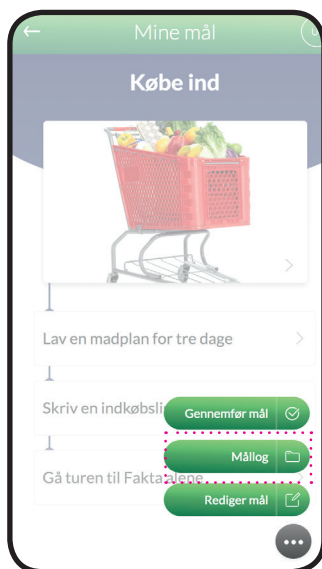 Mine mål
Købe ind
Lav en madplan for tre dage
Skriv en indkøbsli
Gennemfør mål
Mållog
Gå turen til Fakta alene
Rediger mål